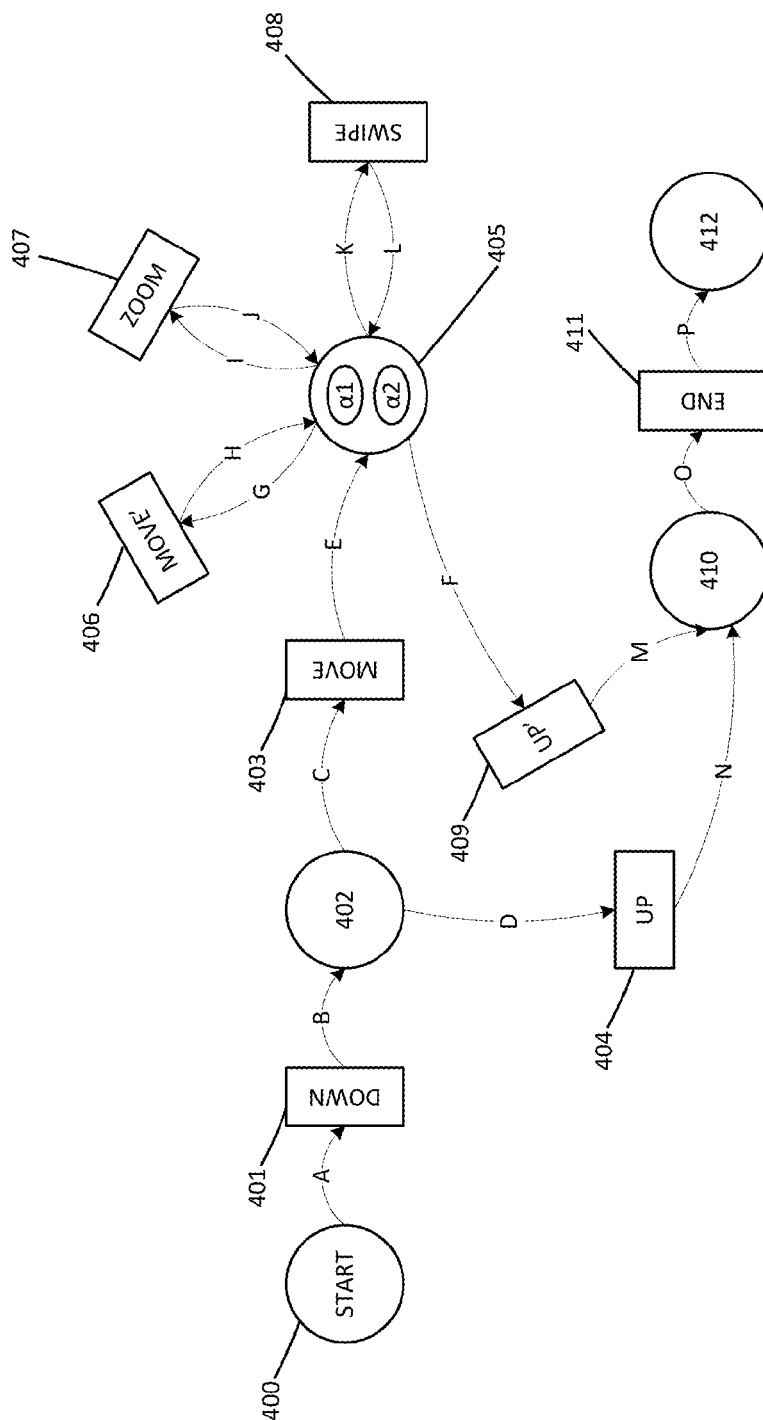 407
408
406
ZOOM
SWIPE
MOVE'
I
J
K
L
H
G
α1
α2
405
403
MOVE
E
F
C
409
UP'
M
401
DOWN
402
B
A
D
START
400
404
UP
N
410
O
411
END
P
412